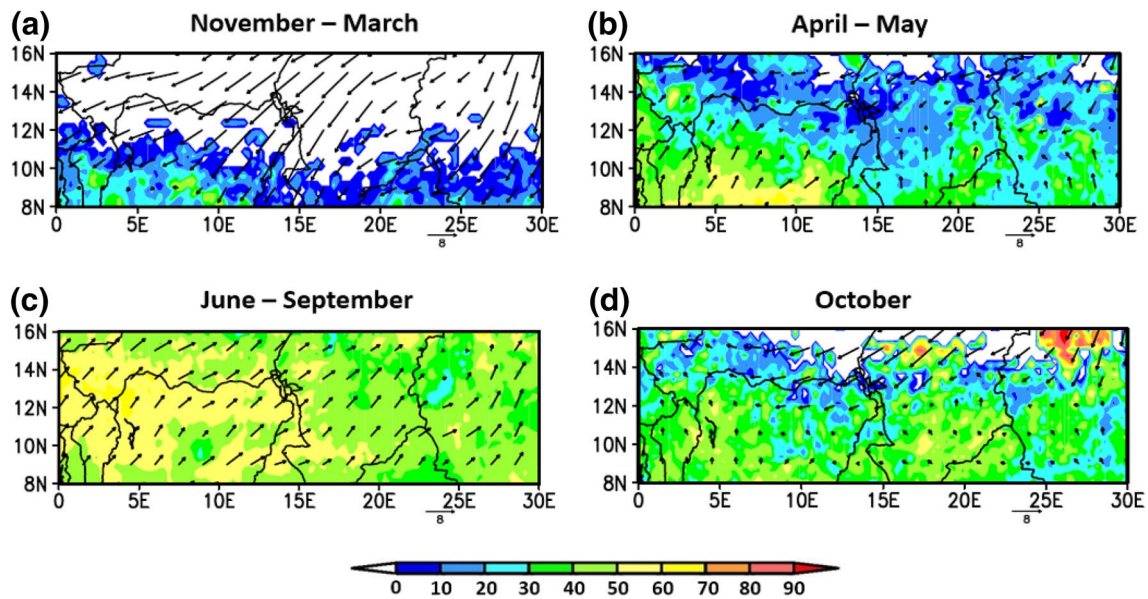 (a) November – March
16N
14N
12N
10N
8N
0 5E 10E 15E 20E 25E 30E
8
(b) April – May
16N
14N
12N
10N
8N
0 5E 10E 15E 20E 25E 30E
8
(c) June – September
16N
14N
12N
10N
8N
0 5E 10E 15E 20E 25E 30E
8
(d) October
16N
14N
12N
10N
8N
0 5E 10E 15E 20E 25E 30E
8
0 10 20 30 40 50 60 70 80 90